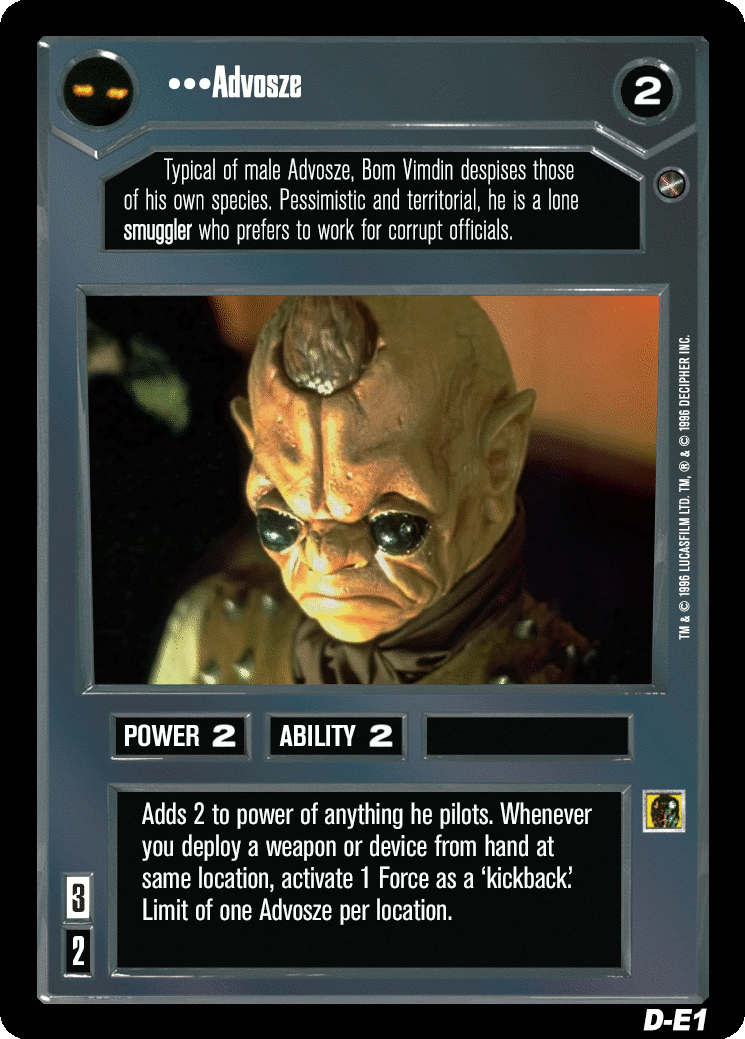 •••Advosze
2
Typical of male Advosze, Bom Vimdin despises those
of his own species. Pessimistic and territorial, he is a lone
smuggler who prefers to work for corrupt officials.
TM & © 1996 LUCASFILM LTD. TM, ® & © 1996 DECIPHER INC.
POWER 2
ABILITY 2
Adds 2 to power of anything he pilots. Whenever
you deploy a weapon or device from hand at
same location, activate 1 Force as a ‘kickback.’
Limit of one Advosze per location.
3
2
D-E1